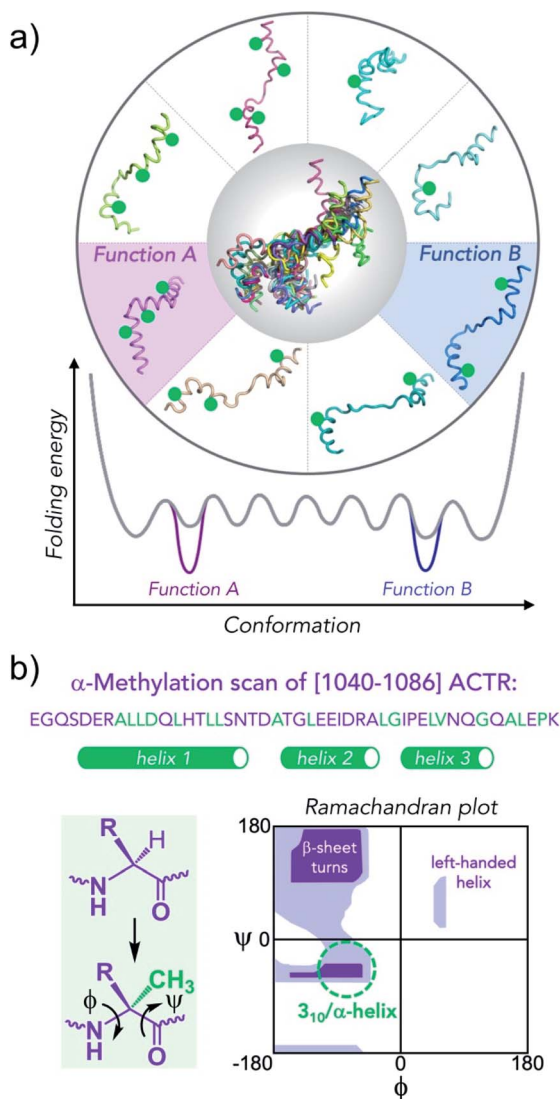 a)
Function A
Function B
Folding energy
Function A
Function B
Conformation
b)
α-Methylation scan of [1040-1086] ACTR:
EGQSDERALLDQLHTLLSNTDATGLEEIDRALGIPELVNQGQALEPK
helix 1
helix 2
helix 3
Ramachandran plot
R
H
N
H
O
R
CH3
ϕ
ψ
N
H
O
180
β-sheet
turns
left-handed
helix
Ψ
0
3₁₀/α-helix
-180
0
180
ϕ